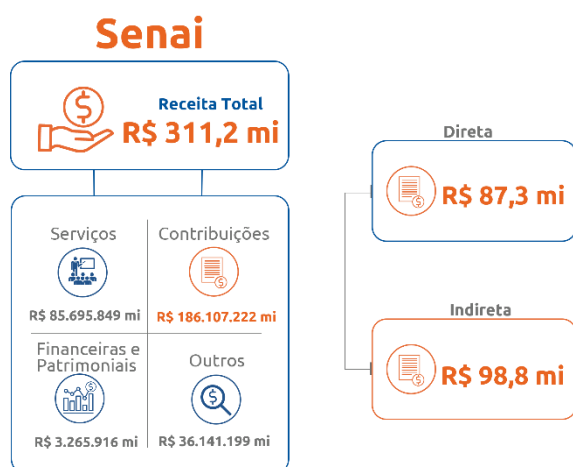 Senai
Receita Total
R$ 311,2 mi
Serviços
R$ 85.695.849 mi
Contribuições
R$ 186.107.222 mi
Financeiras e
Patrimoniais
R$ 3.265.916 mi
Outros
R$ 36.141.199 mi
Direta
R$ 87,3 mi
Indireta
R$ 98,8 mi